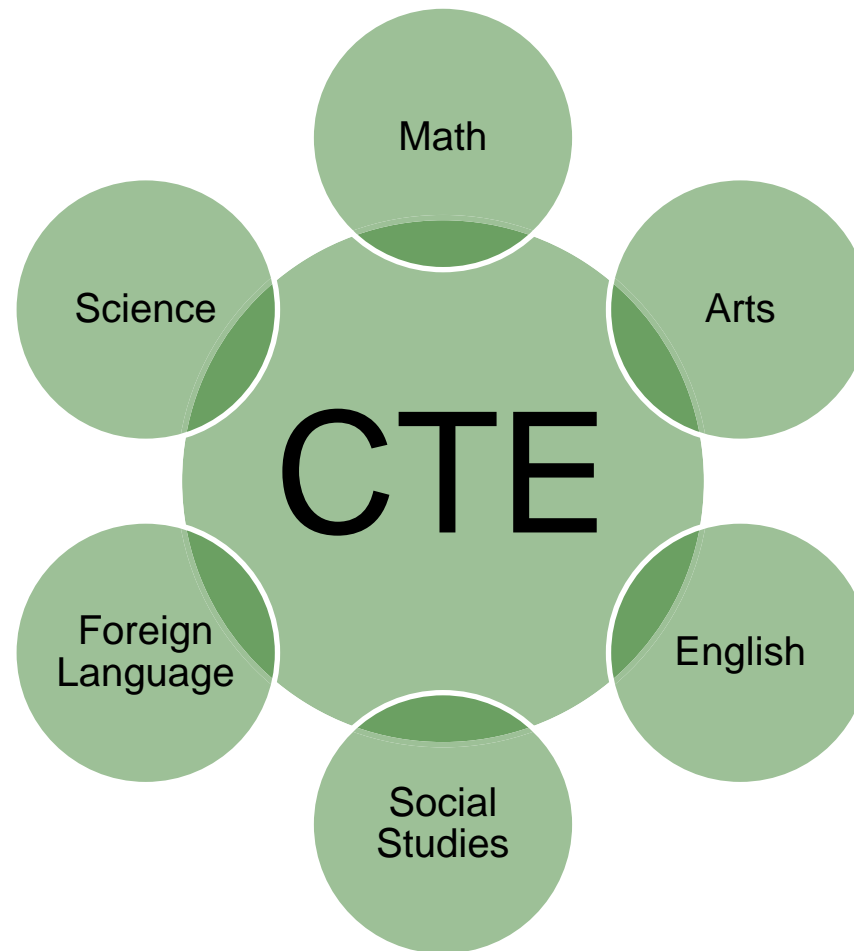 Math
Science
Arts
CTE
Foreign
Language
English
Social
Studies